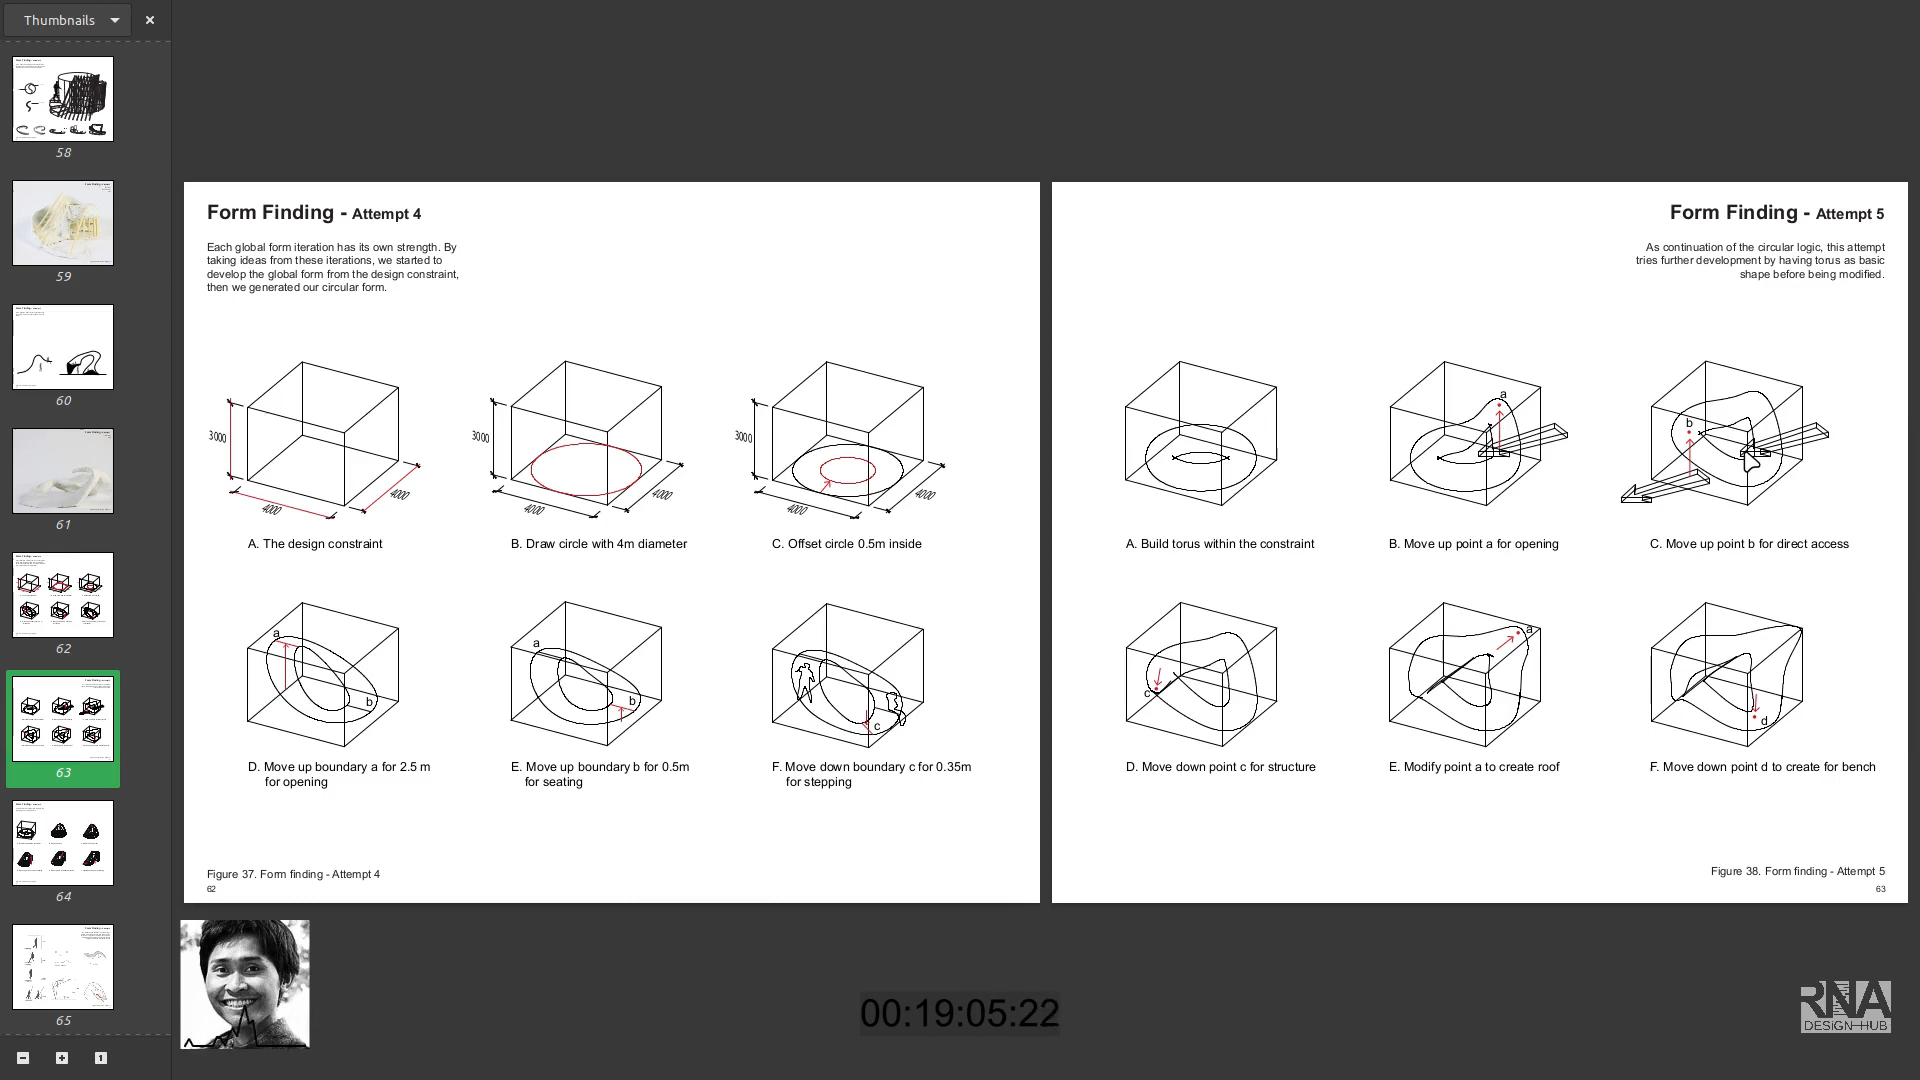 Thumbnails
58
59
60
61
62
63
64
65
Form Finding - Attempt 4
Each global form iteration has its own strength. By
taking ideas from these iterations, we started to
develop the global form from the design constraint,
then we generated our circular form.
3000
4000
4000
3000
4000
4000
3000
4000
4000
A. The design constraint
B. Draw circle with 4m diameter
C. Offset circle 0.5m inside
a
b
a
b
c
D. Move up boundary a for 2.5 m
for opening
E. Move up boundary b for 0.5m
for seating
F. Move down boundary c for 0.35m
for stepping
Figure 37. Form finding - Attempt 4
62
Form Finding - Attempt 5
As continuation of the circular logic, this attempt
tries further development by having torus as basic
shape before being modified.
a
b
A. Build torus within the constraint
B. Move up point a for opening
C. Move up point b for direct access
c
a
d
D. Move down point c for structure
E. Modify point a to create roof
F. Move down point d to create for bench
Figure 38. Form finding - Attempt 5
63
00:19:05:22
RNA
DESIGN-HUB